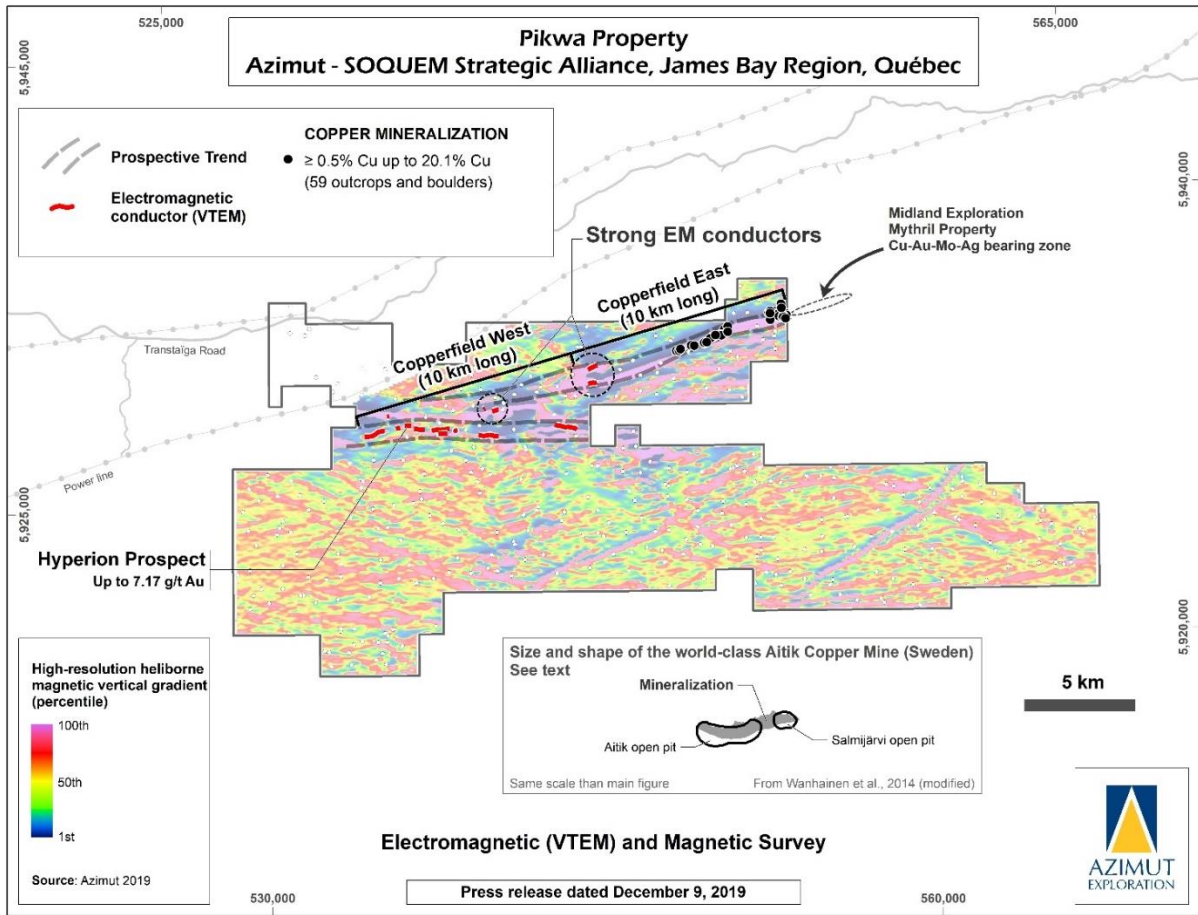 525,000
565,000
Pikwa Property
Azimut - SOQUEM Strategic Alliance, James Bay Region, Québec
5,945,000
5,940,000
COPPER MINERALIZATION
Prospective Trend
≥ 0.5% Cu up to 20.1% Cu
(59 outcrops and boulders)
Electromagnetic
conductor (VTEM)
Midland Exploration
Mythril Property
Cu-Au-Mo-Ag bearing zone
Strong EM conductors
Copperfield East
(10 km long)
Copperfield West
(10 km long)
Transtaïga Road
Power line
5,925,000
Hyperion Prospect
Up to 7.17 g/t Au
5,920,000
High-resolution heliborne
magnetic vertical gradient
(percentile)
100th
50th
1st
Source: Azimut 2019
Size and shape of the world-class Aitik Copper Mine (Sweden)
See text
Mineralization
Aitik open pit
Salmijärvi open pit
Same scale than main figure
From Wanhainen et al., 2014 (modified)
5 km
Electromagnetic (VTEM) and Magnetic Survey
AZIMUT
EXPLORATION
530,000
Press release dated December 9, 2019
560,000